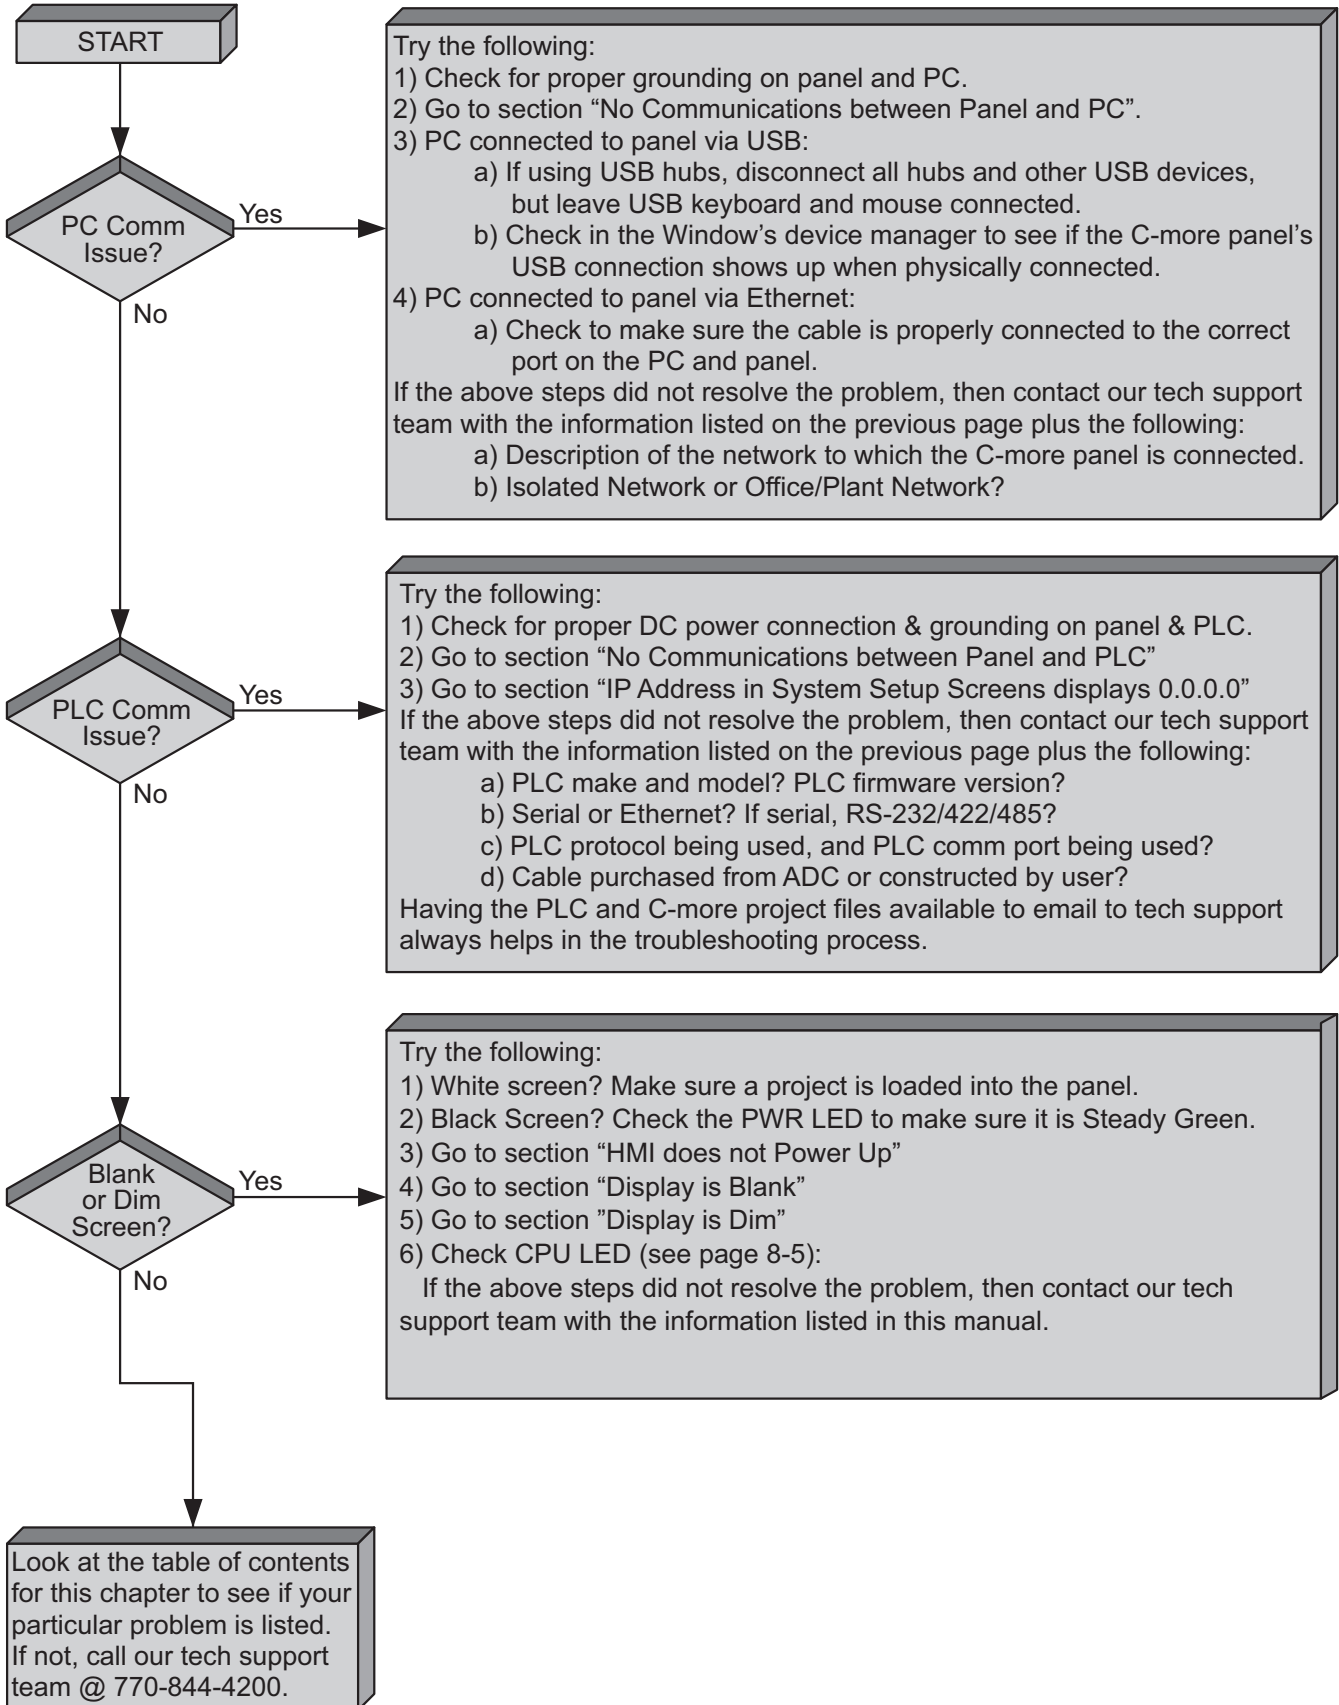 START
PC Comm
Issue?
Yes
No
Try the following:
1) Check for proper grounding on panel and PC.
2) Go to section “No Communications between Panel and PC”.
3) PC connected to panel via USB:
a) If using USB hubs, disconnect all hubs and other USB devices,
but leave USB keyboard and mouse connected.
b) Check in the Window’s device manager to see if the C-more panel’s
USB connection shows up when physically connected.
4) PC connected to panel via Ethernet:
a) Check to make sure the cable is properly connected to the correct
port on the PC and panel.
If the above steps did not resolve the problem, then contact our tech support
team with the information listed on the previous page plus the following:
a) Description of the network to which the C-more panel is connected.
b) Isolated Network or Office/Plant Network?
PLC Comm
Issue?
Yes
No
Try the following:
1) Check for proper DC power connection & grounding on panel & PLC.
2) Go to section “No Communications between Panel and PLC”
3) Go to section “IP Address in System Setup Screens displays 0.0.0.0”
If the above steps did not resolve the problem, then contact our tech support
team with the information listed on the previous page plus the following:
a) PLC make and model? PLC firmware version?
b) Serial or Ethernet? If serial, RS-232/422/485?
c) PLC protocol being used, and PLC comm port being used?
d) Cable purchased from ADC or constructed by user?
Having the PLC and C-more project files available to email to tech support
always helps in the troubleshooting process.
Blank
or Dim
Screen?
Yes
No
Try the following:
1) White screen? Make sure a project is loaded into the panel.
2) Black Screen? Check the PWR LED to make sure it is Steady Green.
3) Go to section “HMI does not Power Up”
4) Go to section “Display is Blank”
5) Go to section ”Display is Dim”
6) Check CPU LED (see page 8-5):
If the above steps did not resolve the problem, then contact our tech
support team with the information listed in this manual.
Look at the table of contents
for this chapter to see if your
particular problem is listed.
If not, call our tech support
team @ 770-844-4200.